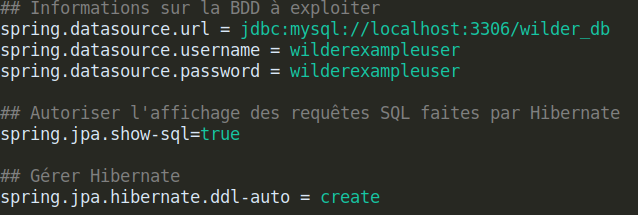 ## Informations sur la BDD à exploiter
spring.datasource.url = jdbc:mysql://localhost:3306/wilder_db
spring.datasource.username = wilderexampleuser
spring.datasource.password = wilderexampleuser
## Autoriser l'affichage des requêtes SQL faites par Hibernate
spring.jpa.show-sql=true
## Gérer Hibernate
spring.jpa.hibernate.ddl-auto = create